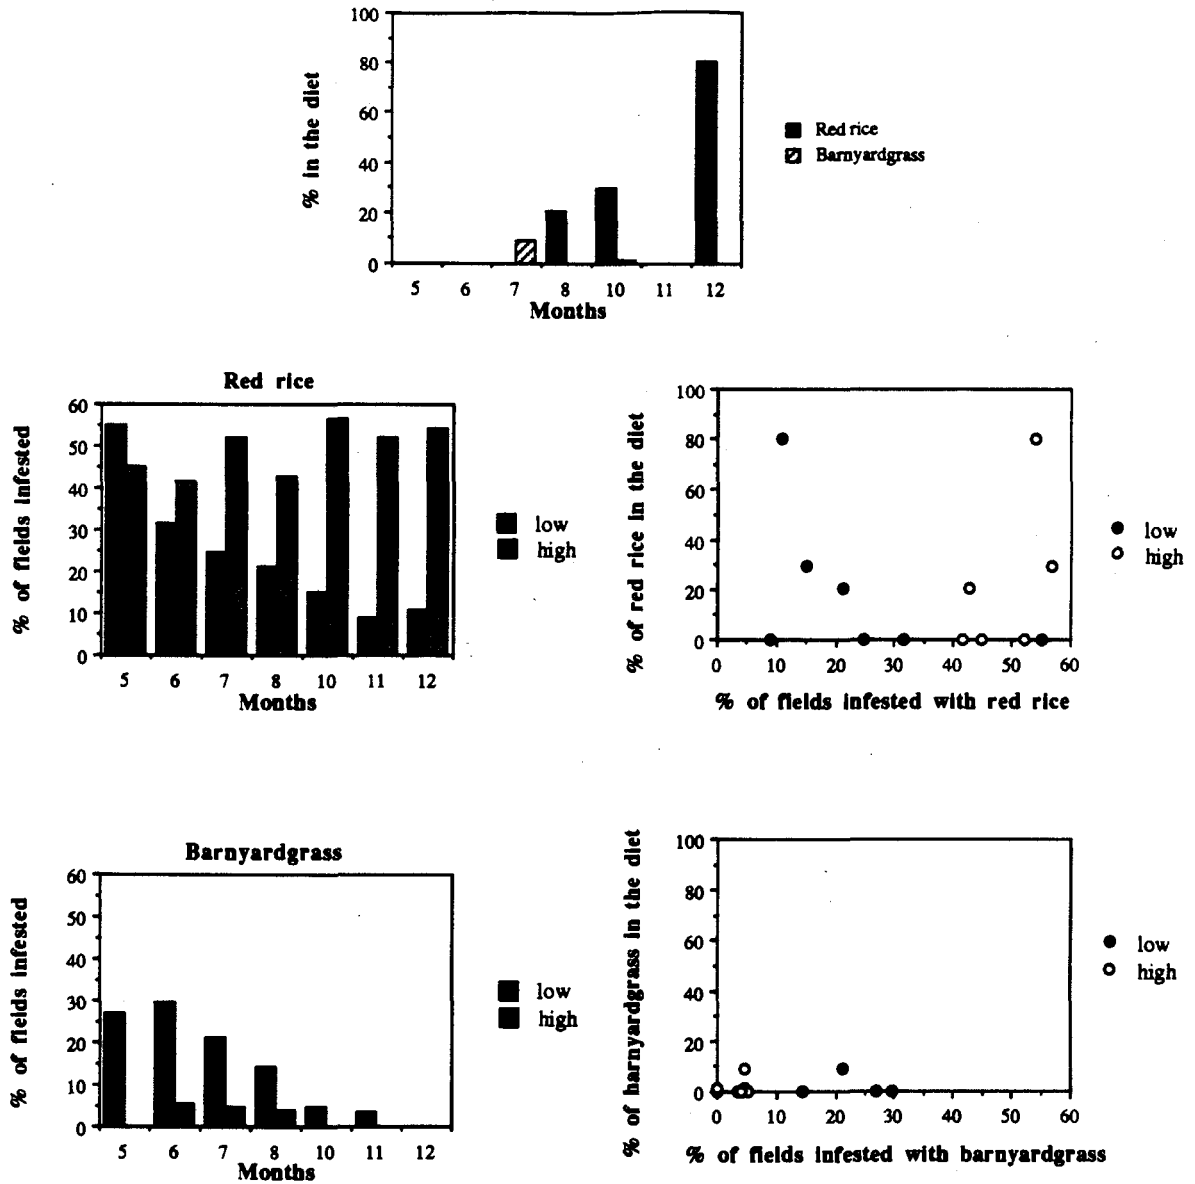 % in the diet
100
80
60
40
20
0
5 6 7 8 10 11 12
Months
Red rice
Barnyardgrass
Red rice
% of fields infested
60
50
40
30
20
10
0
5 6 7 8 10 11 12
Months
low
high
% of red rice in the diet
100
80
60
40
20
0
0 10 20 30 40 50 60
% of fields infested with red rice
low
high
Barnyardgrass
% of fields infested
60
50
40
30
20
10
0
5 6 7 8 10 11 12
Months
low
high
% of harnyardgrass in the diet
100
80
60
40
20
0
0 10 20 30 40 50 60
% of fields infested with barnyardgrass
low
high